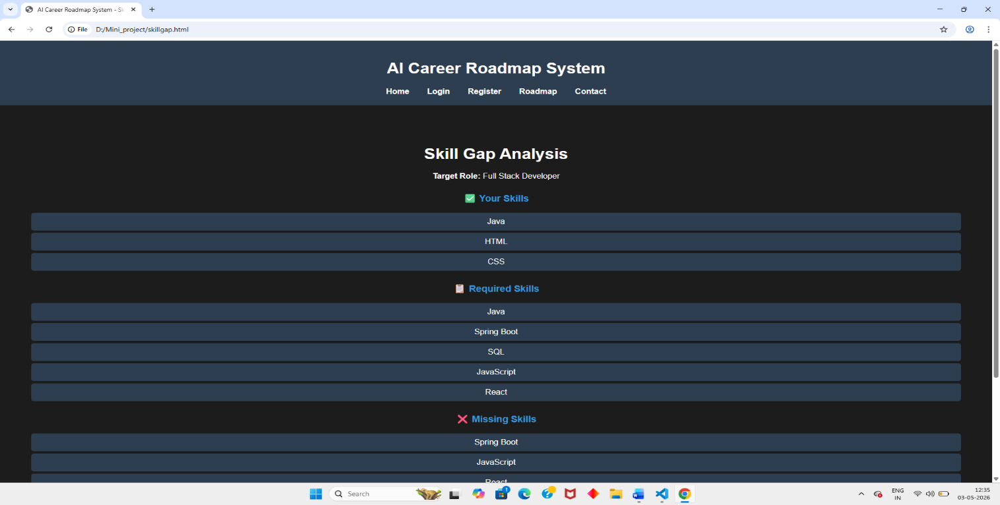 AI Career Roadmap System - Sk
File D:/Mini_project/skillgap.html
AI Career Roadmap System
Home Login Register Roadmap Contact
Skill Gap Analysis
Target Role: Full Stack Developer
✅ Your Skills
Java
HTML
CSS
📋 Required Skills
Java
Spring Boot
SQL
JavaScript
React
❌ Missing Skills
Spring Boot
JavaScript
React
Search
1
ENG
IN
12:35
03-05-2026